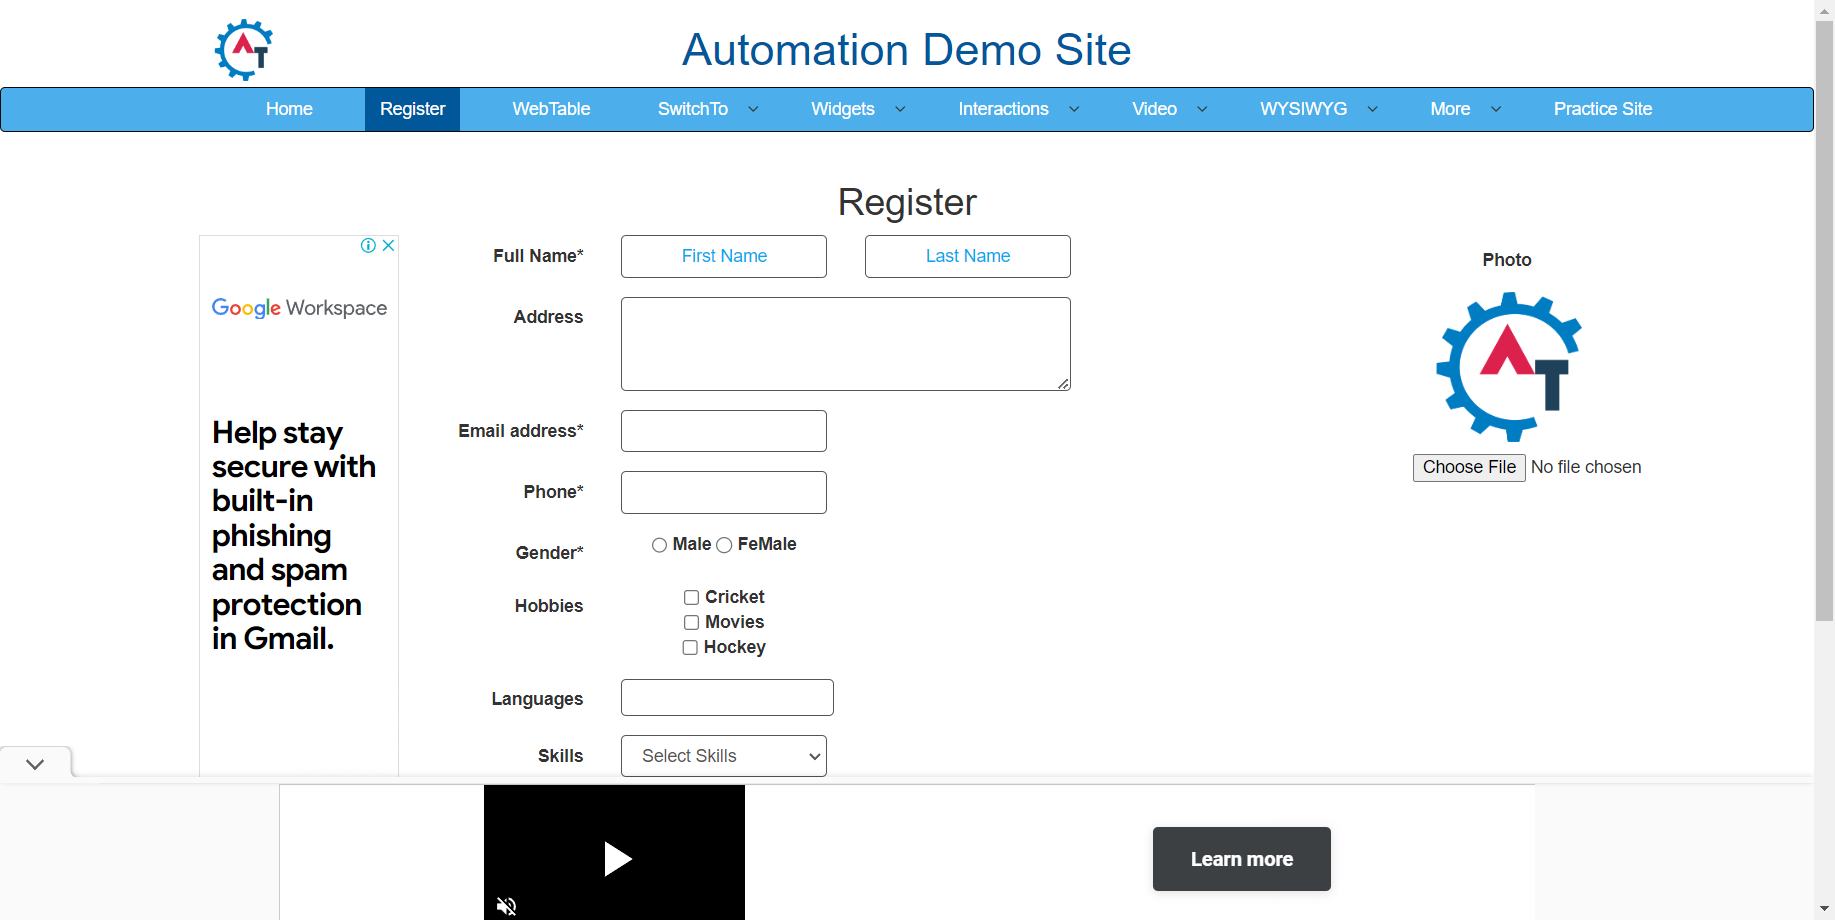 AT
Automation Demo Site
Home Register WebTable SwitchTo Widgets Interactions Video WYSIWYG More Practice Site
Register
Full Name* First Name Last Name
Photo
AT
Address
Email address*
Choose File No file chosen
Phone*
Gender* Male FeMale
Hobbies Cricket
Movies
Hockey
Languages
Skills Select Skills
Google Workspace
Help stay
secure with
built-in
phishing
and spam
protection
in Gmail.
Learn more